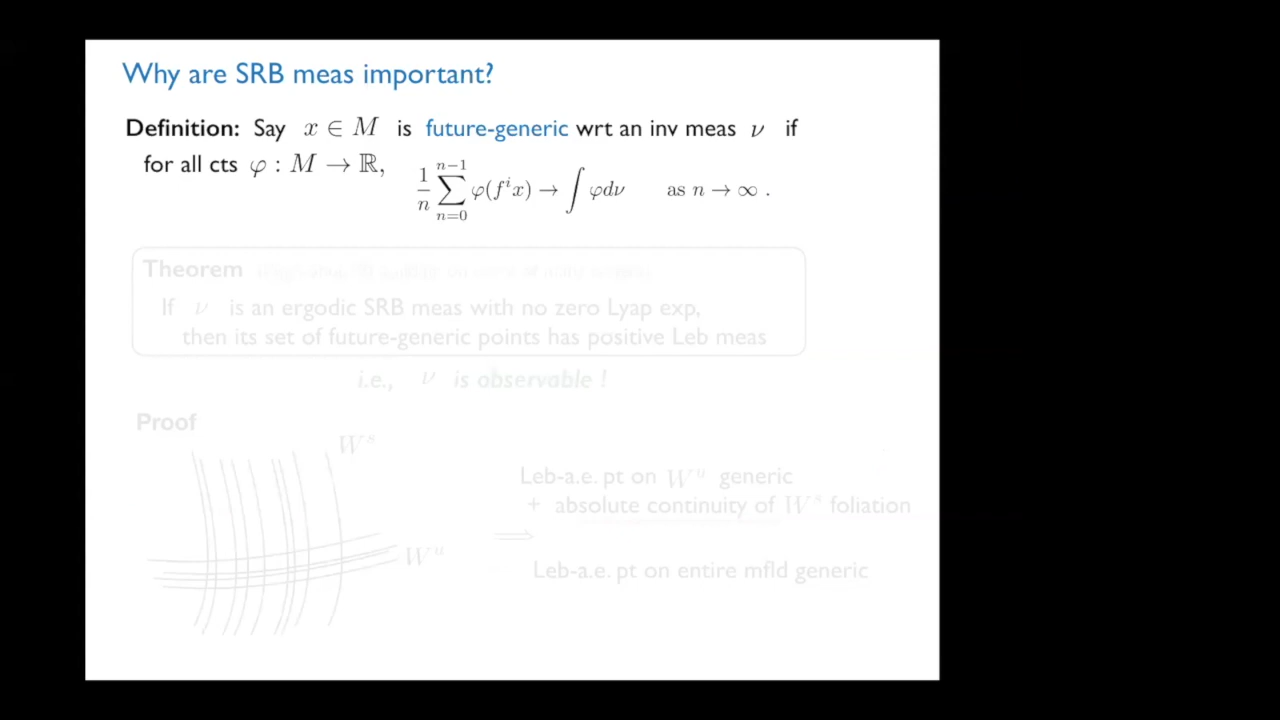 Why are SRB meas important?
Definition: Say x ∈ M is future-generic wrt an inv meas ν if
for all cts φ : M → ℝ,
1/n ∑_{n=0}^{n−1} φ(f^i x) → ∫ φdν as n → ∞ .
Theorem
If ν is an ergodic SRB meas with no zero Lyap exp,
then its set of future-generic points has positive Leb meas
i.e., ν is observable !
Proof
W^s
Leb-a.e. pt on W^u generic
+ absolute continuity of W^s foliation
⟹
W^u
Leb-a.e. pt on entire mfld generic